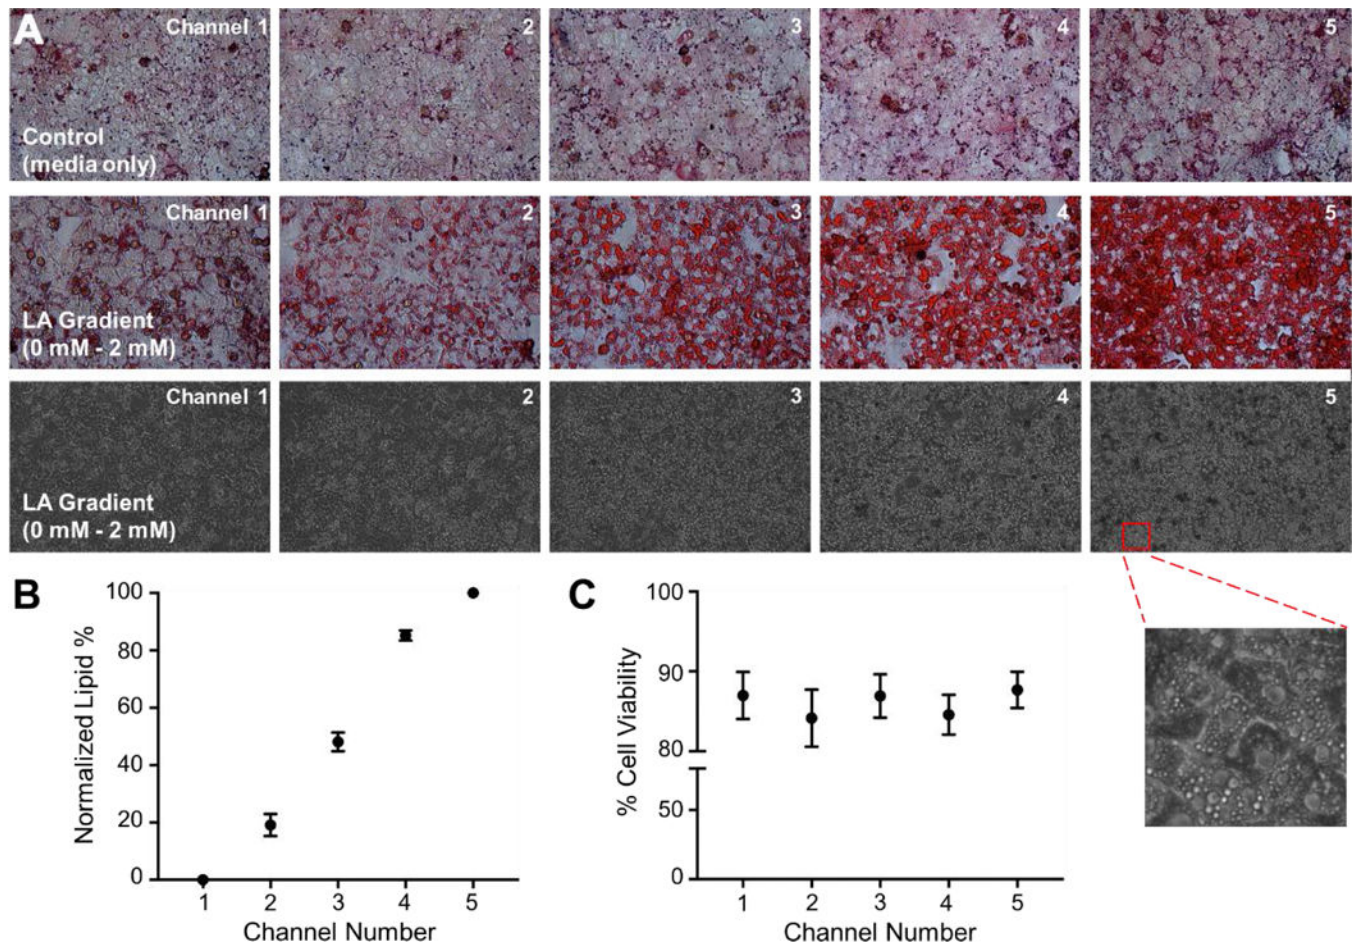 A
Channel 1
2
3
4
5
Control
(media only)
Channel 1
2
3
4
5
LA Gradient
(0 mM - 2 mM)
Channel 1
2
3
4
5
LA Gradient
(0 mM - 2 mM)
B
Normalized Lipid %
100
80
60
40
20
0
1 2 3 4 5
Channel Number
C
% Cell Viability
100
90
80
50
0
1 2 3 4 5
Channel Number